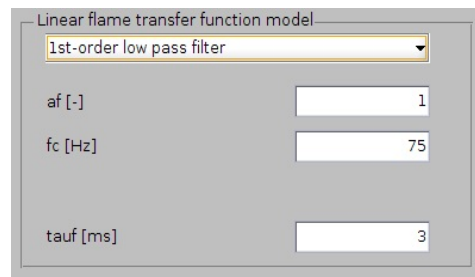 Linear flame transfer function model
1st-order low pass filter
af [-] 1
fc [Hz] 75
tauf [ms] 3